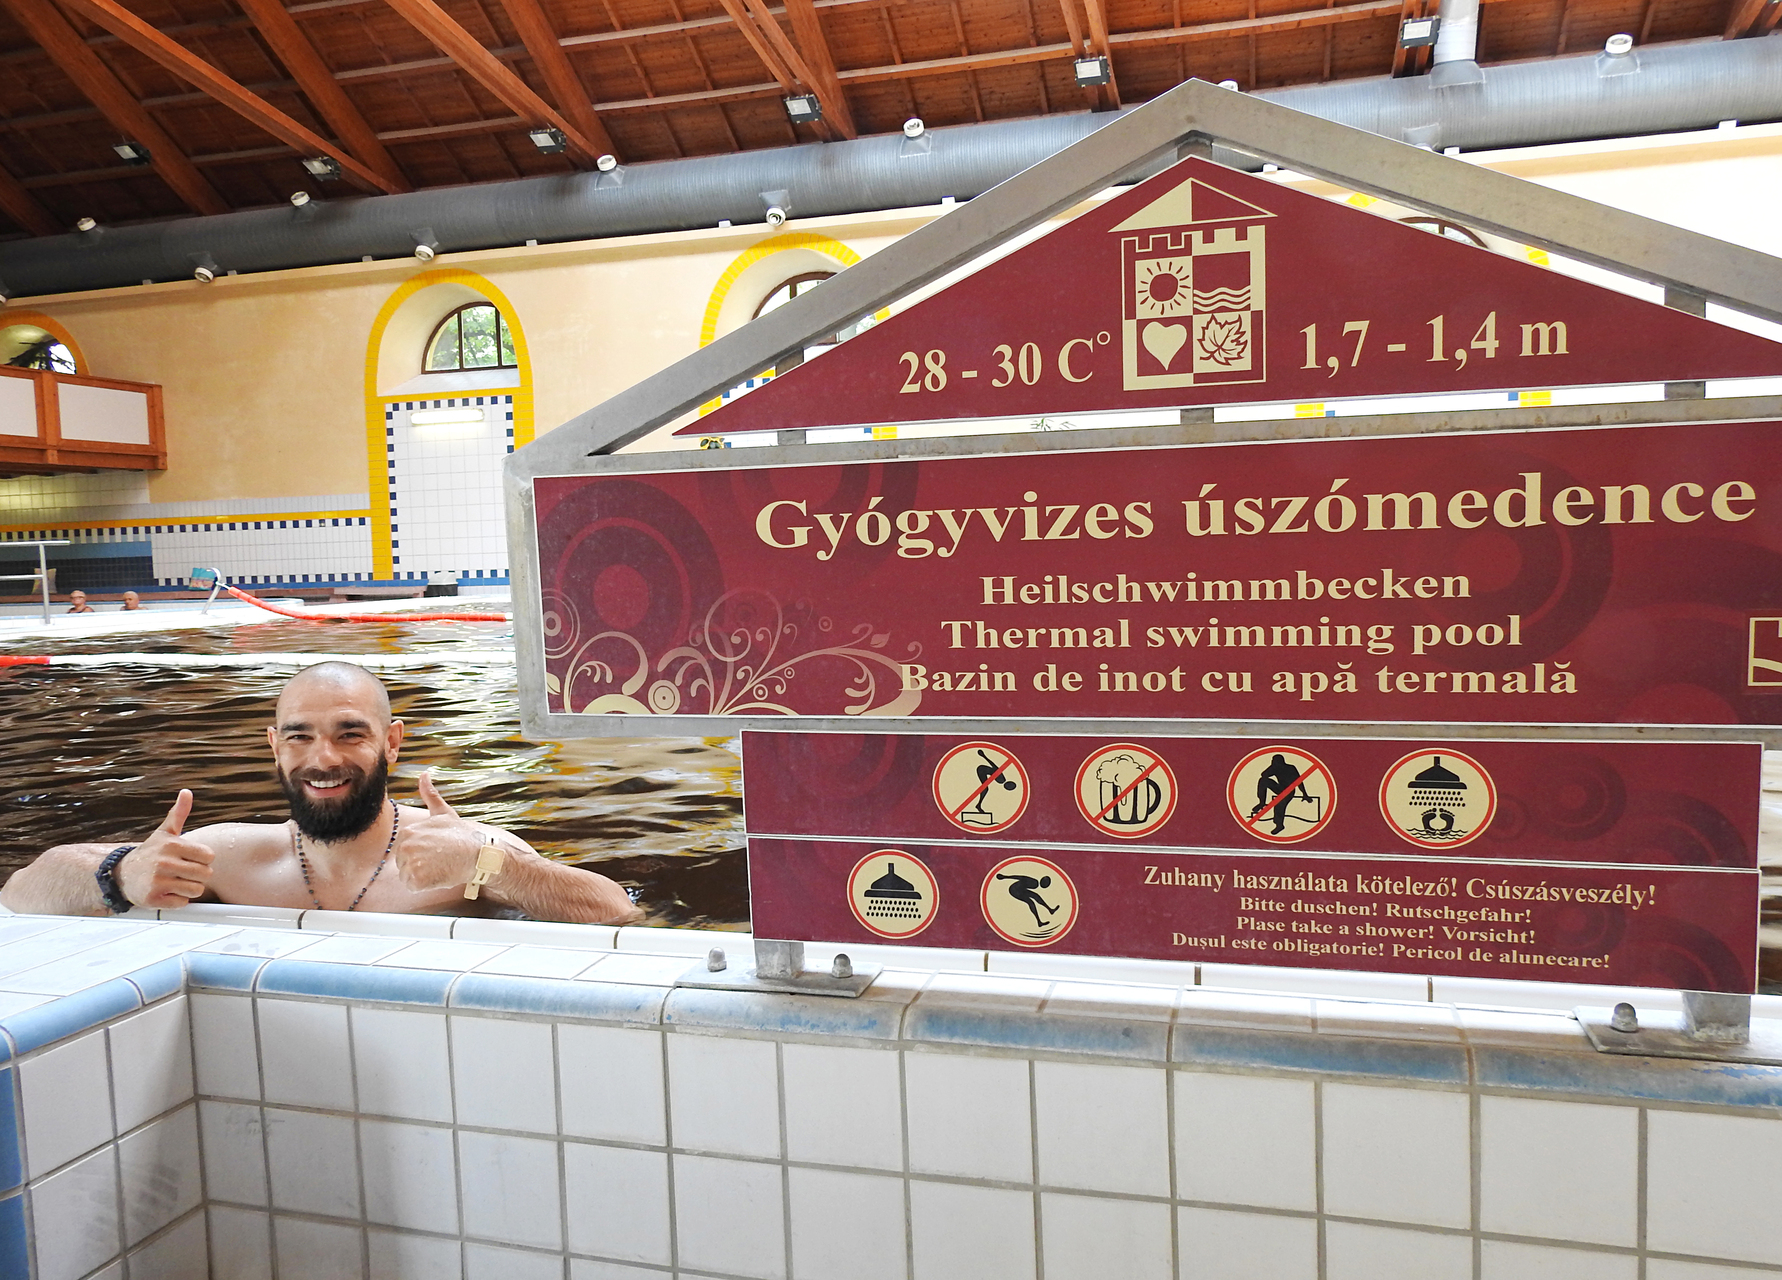 28 - 30 C° 1,7 - 1,4 m
Gyógyvizes úszómedence
Heilschwimmbecken
Thermal swimming pool
Bazin de inot cu apă termală
Zuhany használata kötelező! Csúszásveszély!
Bitte duschen! Rutschgefahr!
Plase take a shower! Vorsicht!
Dușul este obligatorie! Pericol de alunecare!